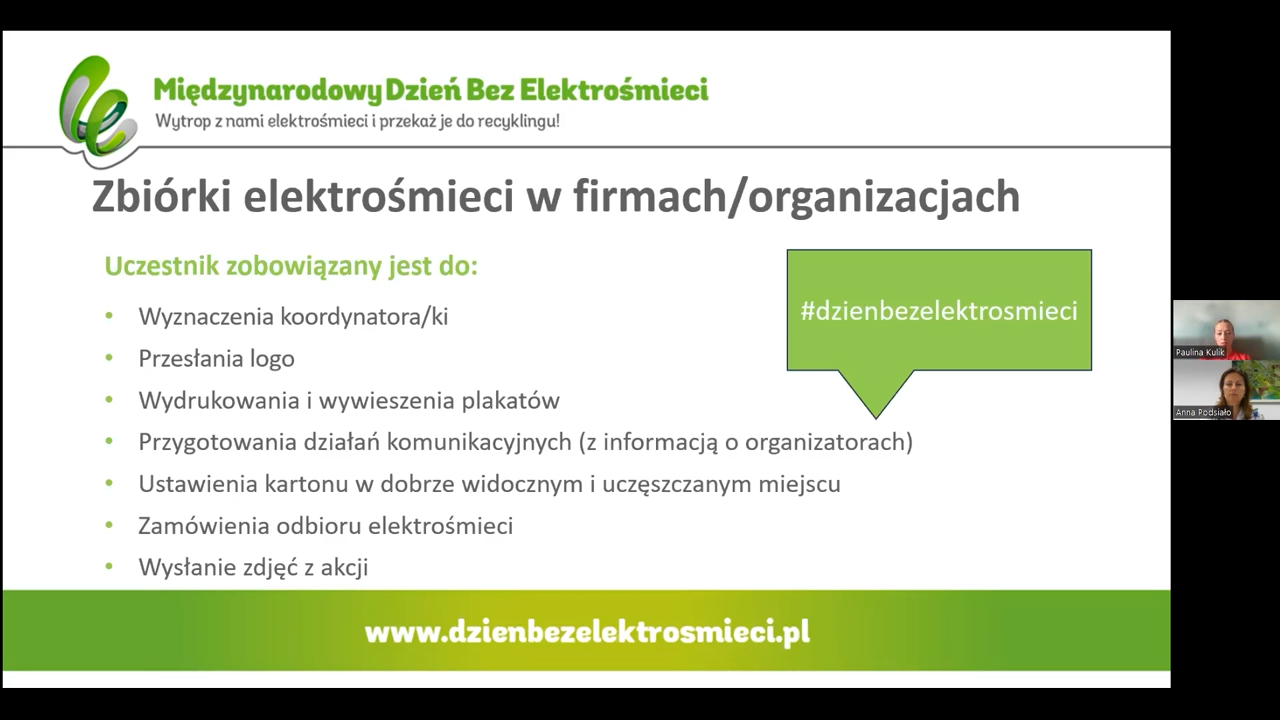 Międzynarodowy Dzień Bez Elektrośmieci
Wytrop z nami elektrośmieci i przekaż je do recyklingu!
Zbiórki elektrośmieci w firmach/organizacjach
Uczestnik zobowiązany jest do:
• Wyznaczenia koordynatora/ki
• Przesłania logo
• Wydrukowania i wywieszenia plakatów
• Przygotowania działań komunikacyjnych (z informacją o organizatorach)
• Ustawienia kartonu w dobrze widocznym i uczęszczanym miejscu
• Zamówienia odbioru elektrośmieci
• Wysłanie zdjęć z akcji
#dzienbezelektrosmieci
www.dzienbezelektrosmieci.pl
Paulina Kulik
Anna Podsiało